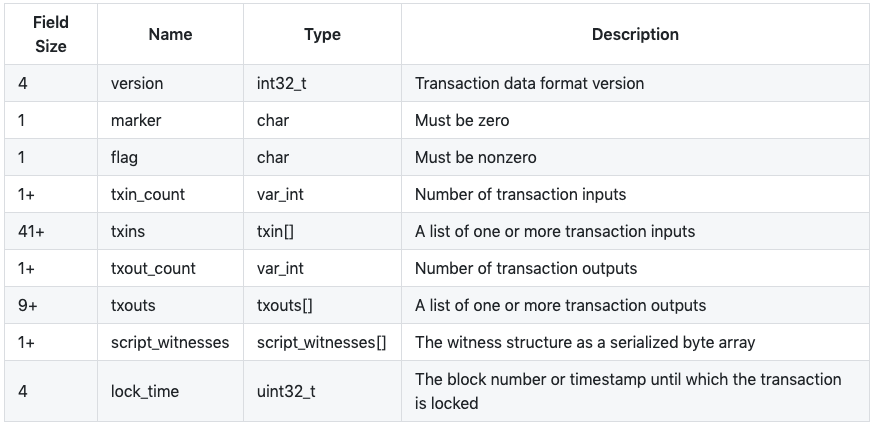 Field Size Name Type Description
4 version int32_t Transaction data format version
1 marker char Must be zero
1 flag char Must be nonzero
1+ txin_count var_int Number of transaction inputs
41+ txins txin[] A list of one or more transaction inputs
1+ txout_count var_int Number of transaction outputs
9+ txouts txouts[] A list of one or more transaction outputs
1+ script_witnesses script_witnesses[] The witness structure as a serialized byte array
4 lock_time uint32_t The block number or timestamp until which the transaction
is locked